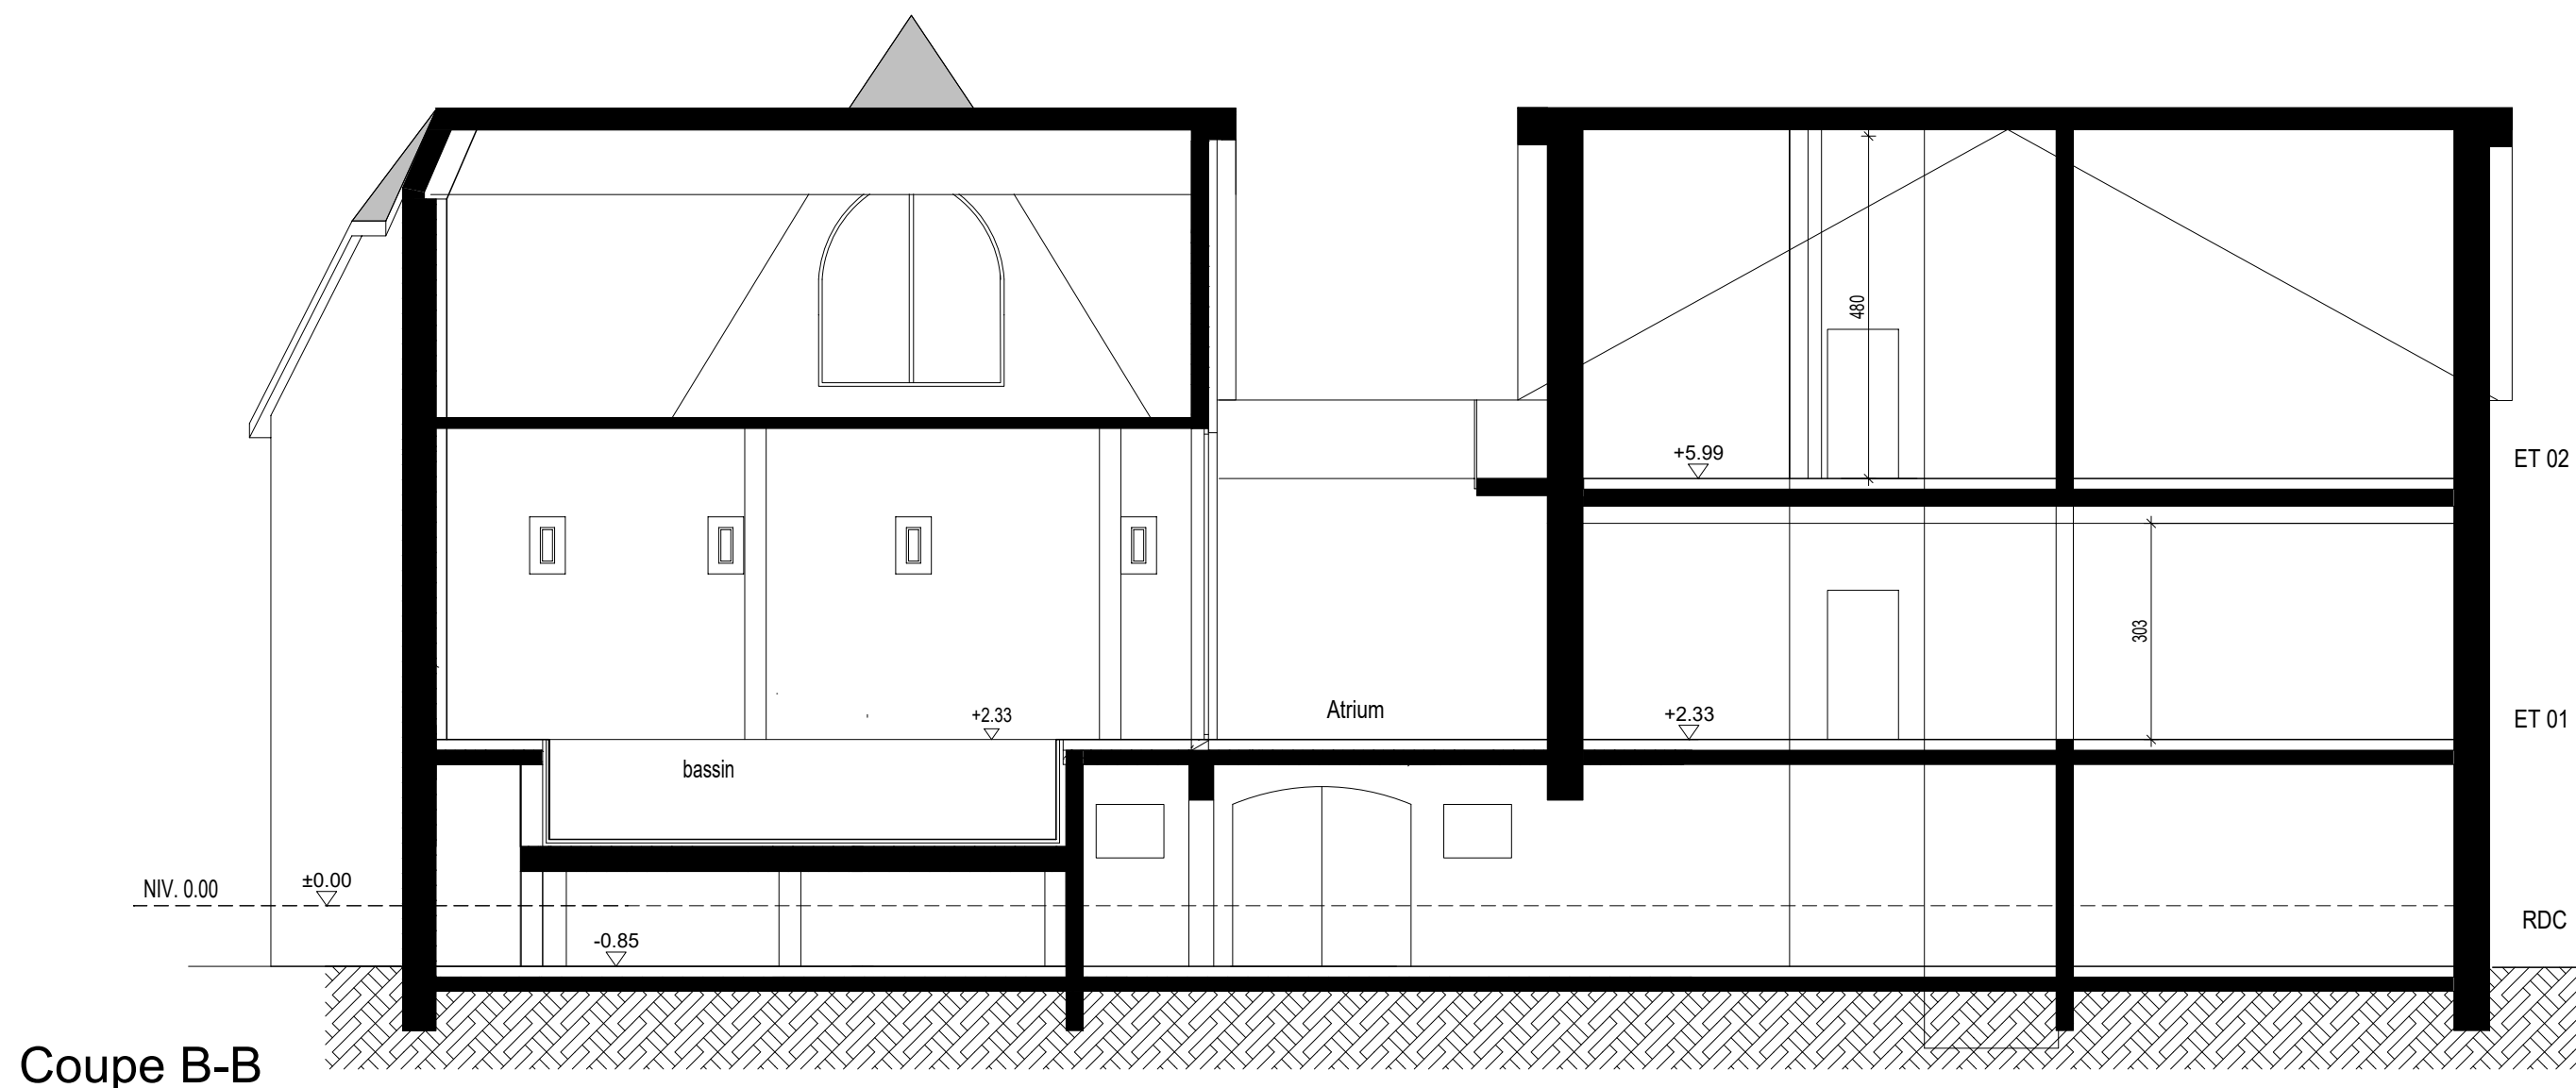 480
+5.99
ET 02
303
+2.33
Atrium
+2.33
ET 01
bassin
NIV. 0.00
±0.00
-0.85
RDC
Coupe B-B